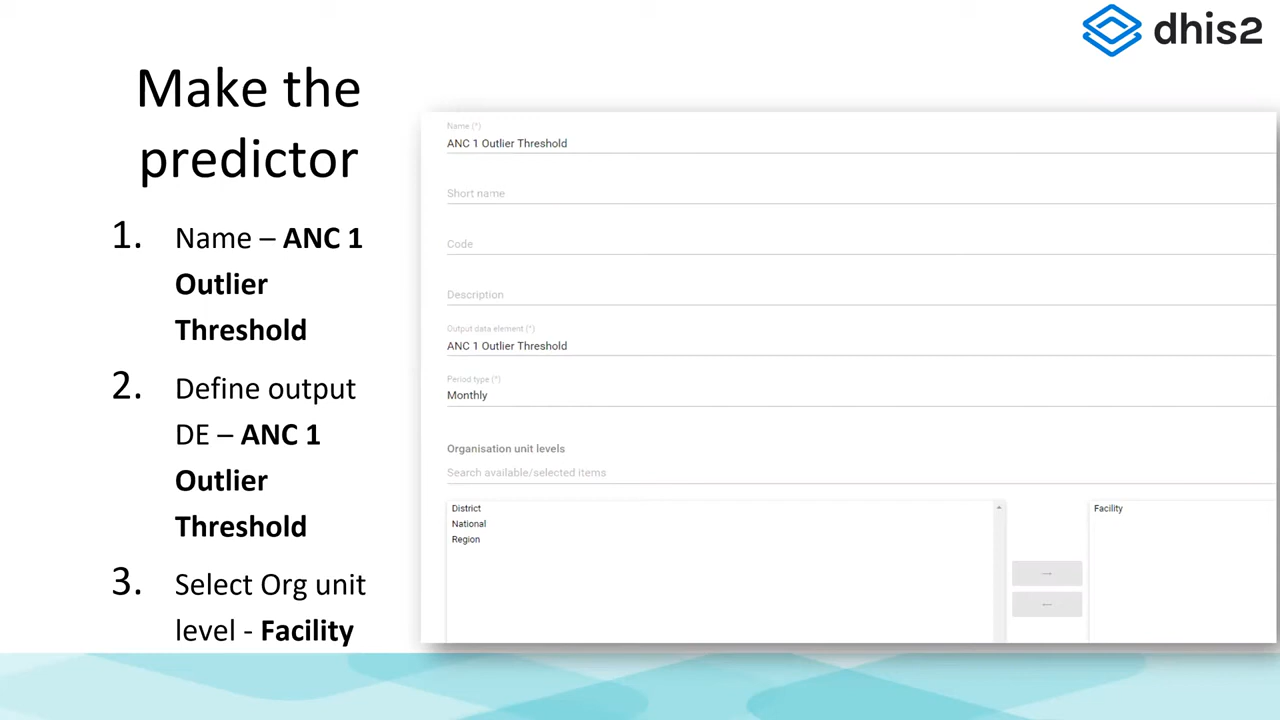 dhis2
Make the
predictor
1. Name – ANC 1
Outlier
Threshold
2. Define output
DE – ANC 1
Outlier
Threshold
3. Select Org unit
level - Facility
Name (*)
ANC 1 Outlier Threshold
Short name
Code
Description
Output data element (*)
ANC 1 Outlier Threshold
Period type (*)
Monthly
Organisation unit levels
Search available/selected items
District
National
Region
Facility